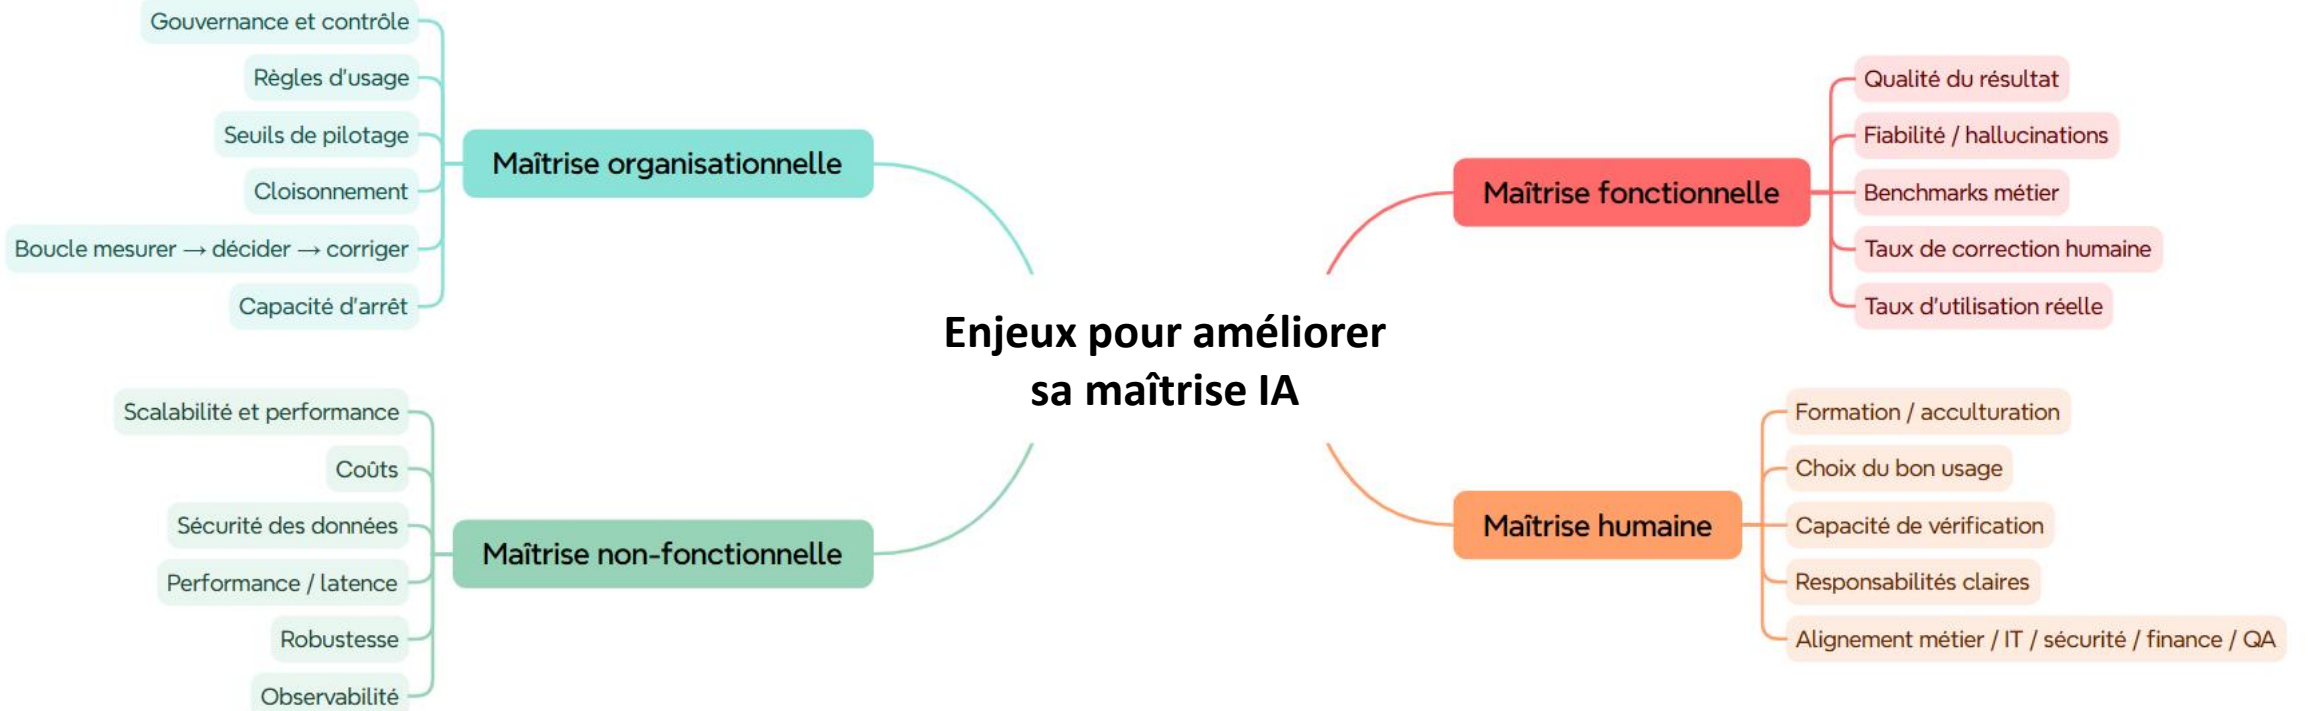 Gouvernance et contrôle
Règles d'usage
Seuils de pilotage
Cloisonnement
Boucle mesurer → décider → corriger
Capacité d'arrêt
Maîtrise organisationnelle
Qualité du résultat
Fiabilité / hallucinations
Benchmarks métier
Taux de correction humaine
Taux d'utilisation réelle
Maîtrise fonctionnelle
Enjeux pour améliorer
sa maîtrise IA
Scalabilité et performance
Coûts
Sécurité des données
Performance / latence
Robustesse
Observabilité
Maîtrise non-fonctionnelle
Formation / acculturation
Choix du bon usage
Capacité de vérification
Responsabilités claires
Alignement métier / IT / sécurité / finance / QA
Maîtrise humaine